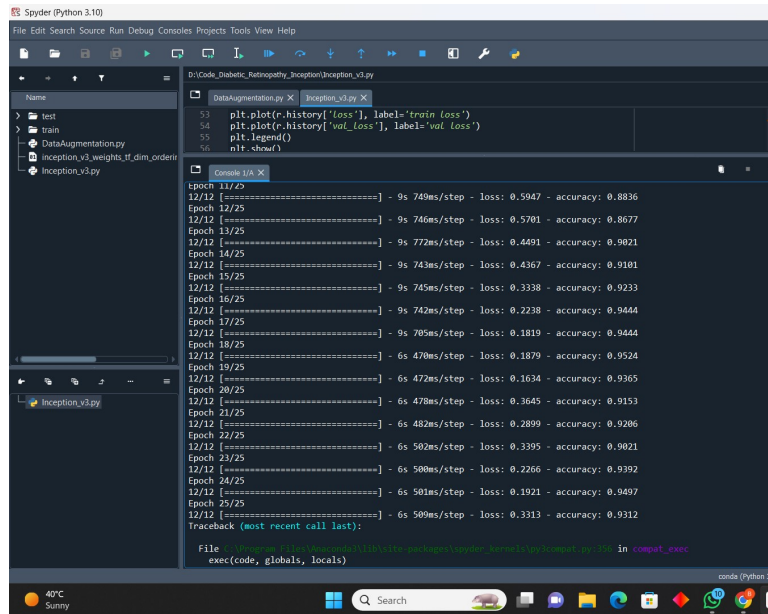 Spyder (Python 3.10)
File Edit Search Source Run Debug Consoles Projects Tools View Help
D:\Code_Diabetic_Retinopathy_Inception\Inception_v3.py
Name
DataAugmentation.py X Inception_v3.py X
test
train
DataAugmentation.py
inception_v3_weights_tf_dim_orderin
Inception_v3.py
53 plt.plot(r.history['loss'], label='train loss')
54 plt.plot(r.history['val_loss'], label='val loss')
55 plt.legend()
56 plt.show()
Console 1/A X
Epoch 11/25
12/12 [==============================] - 9s 749ms/step - loss: 0.5947 - accuracy: 0.8836
Epoch 12/25
12/12 [==============================] - 9s 746ms/step - loss: 0.5701 - accuracy: 0.8677
Epoch 13/25
12/12 [==============================] - 9s 772ms/step - loss: 0.4491 - accuracy: 0.9021
Epoch 14/25
12/12 [==============================] - 9s 743ms/step - loss: 0.4367 - accuracy: 0.9101
Epoch 15/25
12/12 [==============================] - 9s 745ms/step - loss: 0.3338 - accuracy: 0.9233
Epoch 16/25
12/12 [==============================] - 9s 742ms/step - loss: 0.2238 - accuracy: 0.9444
Epoch 17/25
12/12 [==============================] - 9s 705ms/step - loss: 0.1819 - accuracy: 0.9444
Epoch 18/25
12/12 [==============================] - 6s 470ms/step - loss: 0.1879 - accuracy: 0.9524
Epoch 19/25
12/12 [==============================] - 6s 472ms/step - loss: 0.1634 - accuracy: 0.9365
Epoch 20/25
12/12 [==============================] - 6s 478ms/step - loss: 0.3645 - accuracy: 0.9153
Epoch 21/25
12/12 [==============================] - 6s 482ms/step - loss: 0.2899 - accuracy: 0.9206
Epoch 22/25
12/12 [==============================] - 6s 502ms/step - loss: 0.3395 - accuracy: 0.9021
Epoch 23/25
12/12 [==============================] - 6s 500ms/step - loss: 0.2266 - accuracy: 0.9392
Epoch 24/25
12/12 [==============================] - 6s 501ms/step - loss: 0.1921 - accuracy: 0.9497
Epoch 25/25
12/12 [==============================] - 6s 509ms/step - loss: 0.3313 - accuracy: 0.9312
Traceback (most recent call last):
File C:\Program Files\Anaconda3\lib\site-packages\spyder_kernels\py3compat.py:356 in compat_exec
exec(code, globals, locals)
Inception_v3.py
conda (Python 3
40°C
Sunny
Search